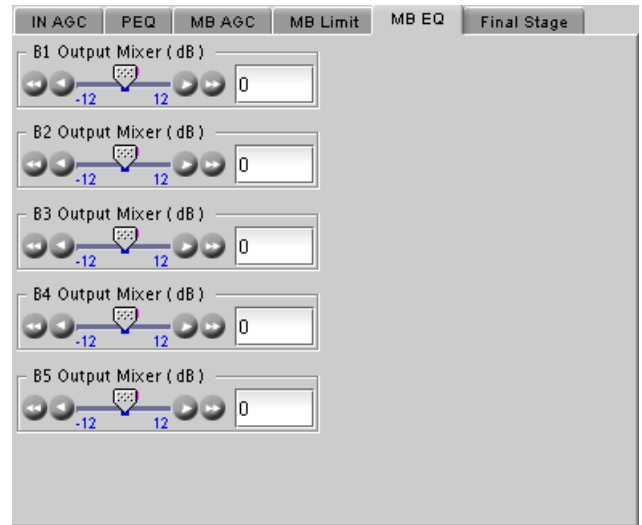 IN AGC PEQ MB AGC MB Limit MB EQ Final Stage
B1 Output Mixer ( dB )
0
-12 12
B2 Output Mixer ( dB )
0
-12 12
B3 Output Mixer ( dB )
0
-12 12
B4 Output Mixer ( dB )
0
-12 12
B5 Output Mixer ( dB )
0
-12 12